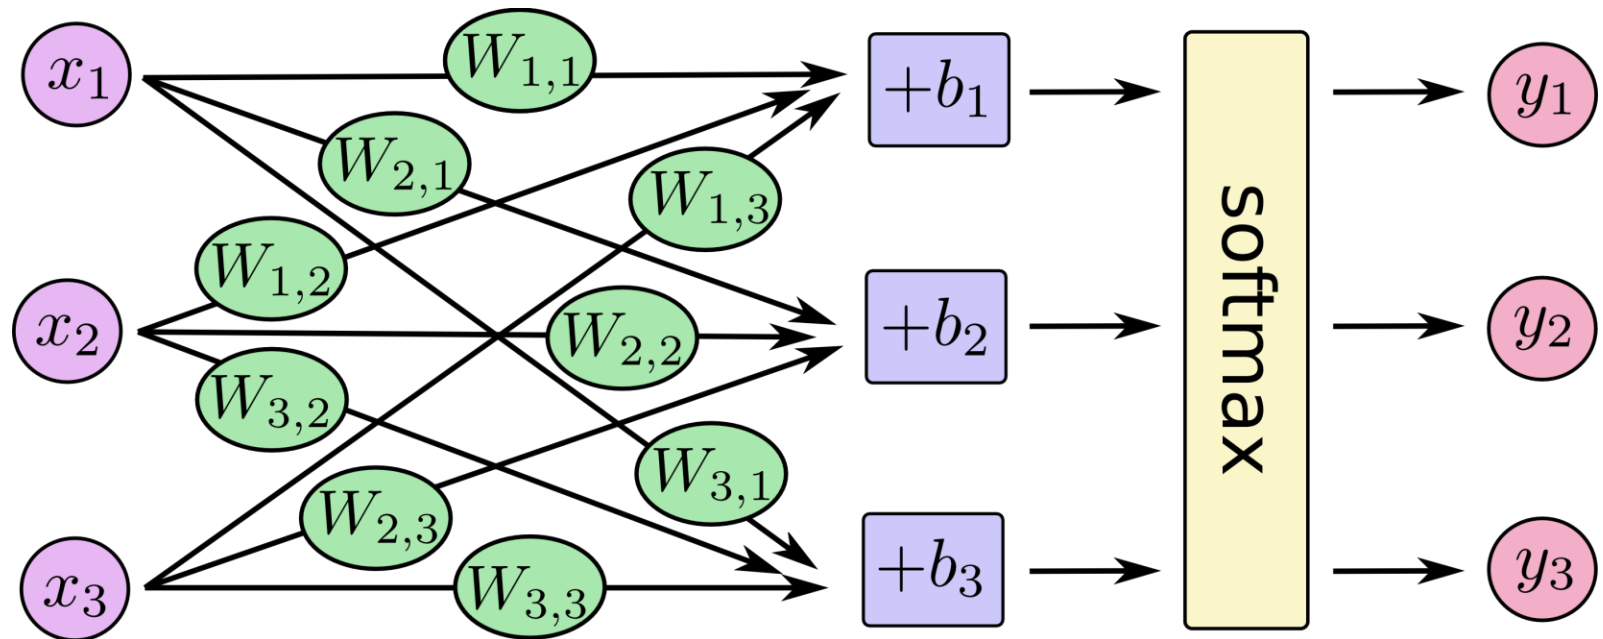 x₁
W₁,₁
+b₁
y₁
W₂,₁
W₁,₃
W₁,₂
softmax
x₂
W₂,₂
+b₂
y₂
W₃,₂
W₃,₁
W₂,₃
x₃
W₃,₃
+b₃
y₃